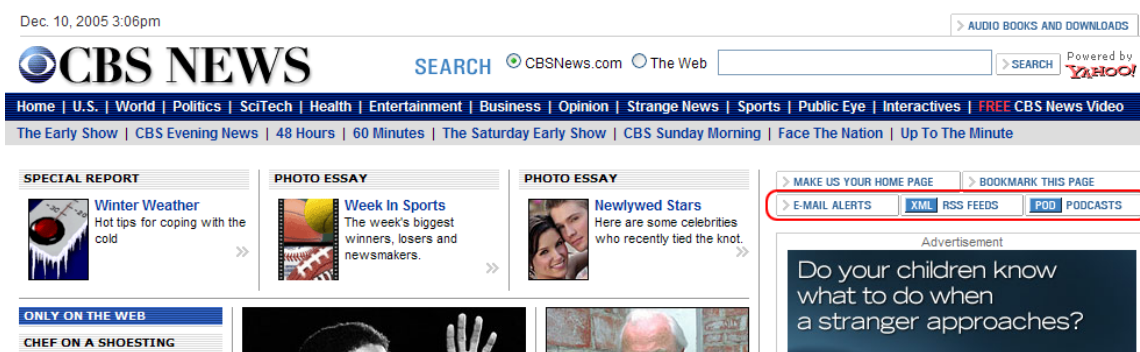 Dec. 10, 2005 3:06pm
> AUDIO BOOKS AND DOWNLOADS
CBS NEWS
SEARCH CBSNews.com The Web > SEARCH Powered by YAHOO!
Home | U.S. | World | Politics | SciTech | Health | Entertainment | Business | Opinion | Strange News | Sports | Public Eye | Interactives | FREE CBS News Video
The Early Show | CBS Evening News | 48 Hours | 60 Minutes | The Saturday Early Show | CBS Sunday Morning | Face The Nation | Up To The Minute
SPECIAL REPORT
Winter Weather
Hot tips for coping with the
cold
»
PHOTO ESSAY
Week In Sports
The week's biggest
winners, losers and
newsmakers.
»
PHOTO ESSAY
Newlywed Stars
Here are some celebrities
who recently tied the knot.
»
> MAKE US YOUR HOME PAGE > BOOKMARK THIS PAGE
> E-MAIL ALERTS XML RSS FEEDS POD PODCASTS
Advertisement
Do your children know
what to do when
a stranger approaches?
ONLY ON THE WEB
CHEF ON A SHOESTING